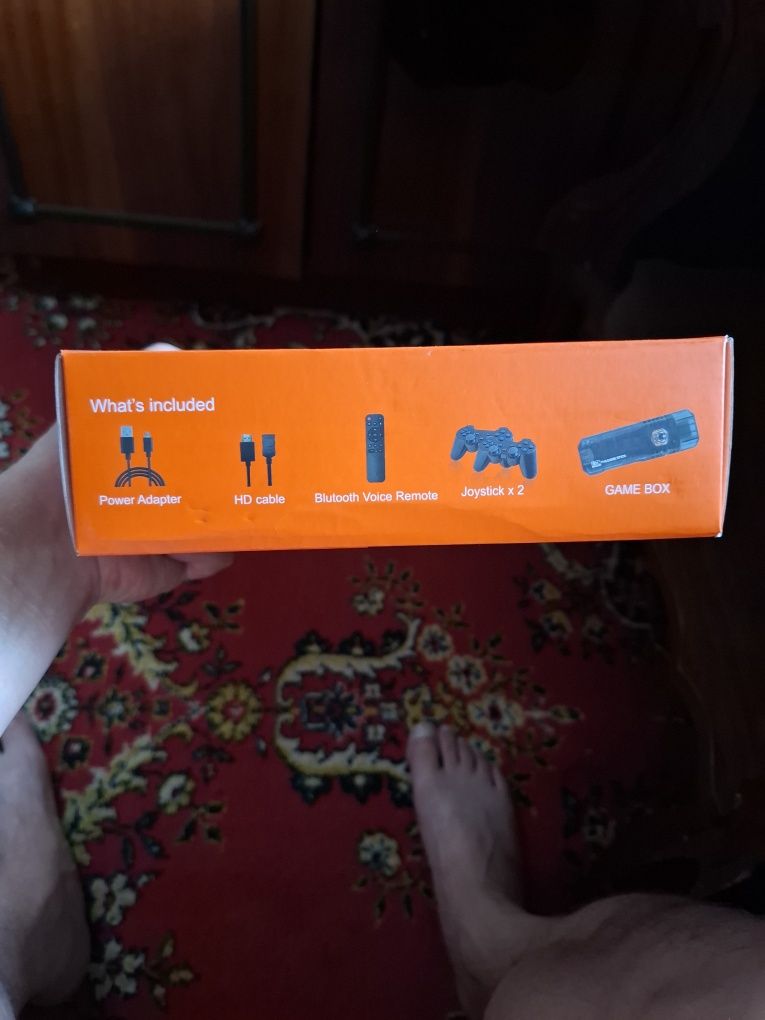 What's included
Power Adapter
HD cable
Blutooth Voice Remote
Joystick x 2
GAME BOX